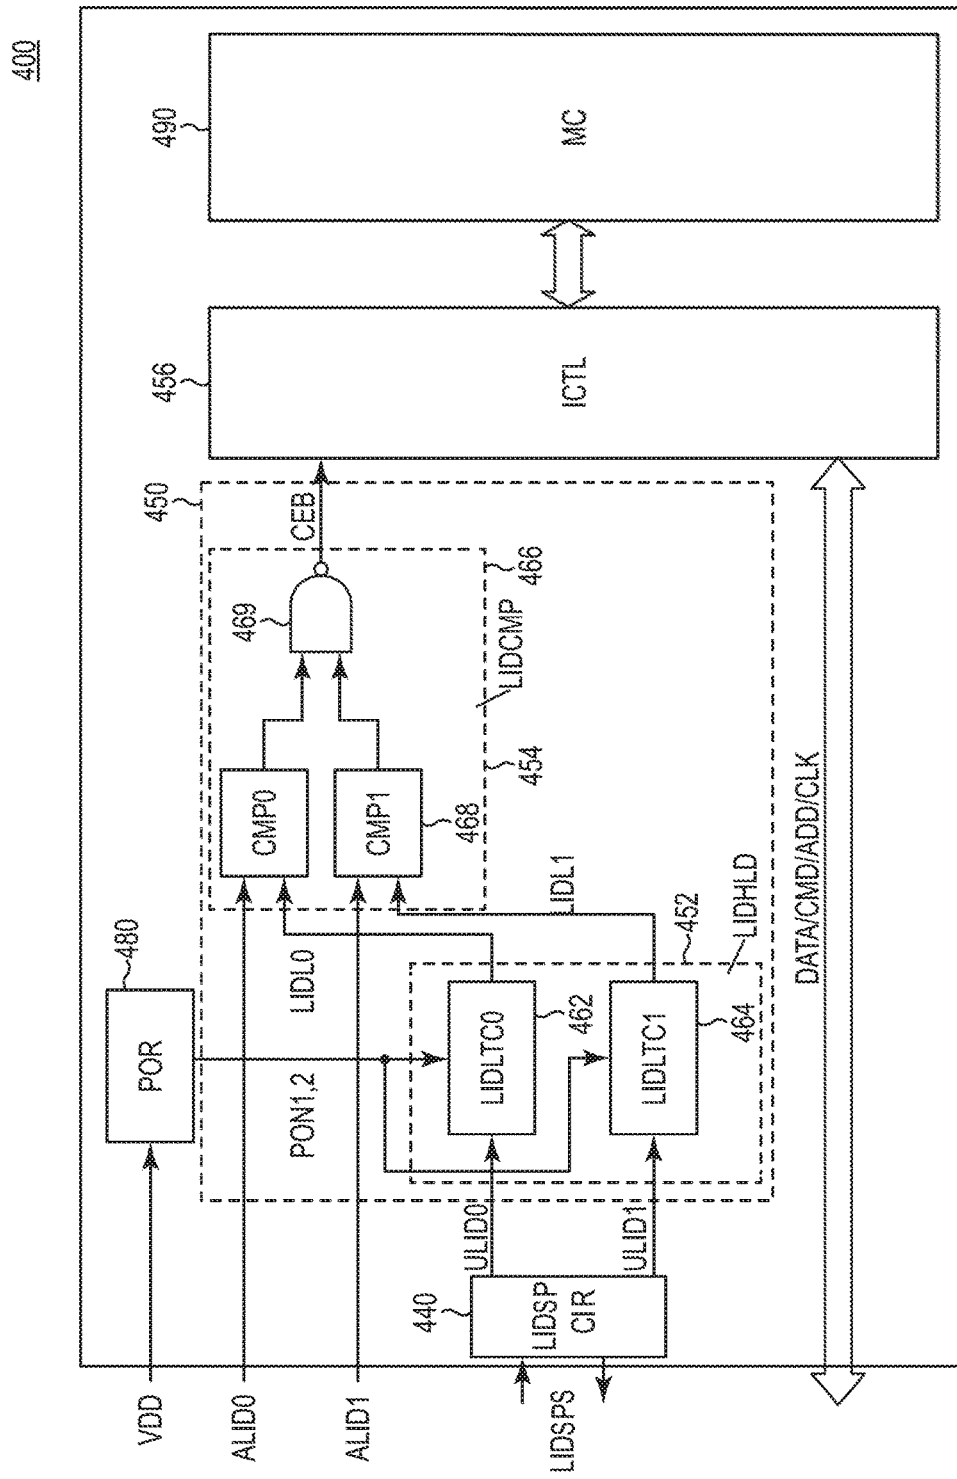 400
VDD
ALID0
ALID1
LIDSPS
440
LIDSP
CIR
ULID0
ULID1
480
POR
PON1,2
LIDL0
LIDL1
LIDLTC0
462
LIDLTC1
464
452
LIDHLD
CMP0
CMP1
468
454
LIDCMP
469
466
CEB
450
456
ICTL
490
MC
DATA/CMD/ADD/CLK